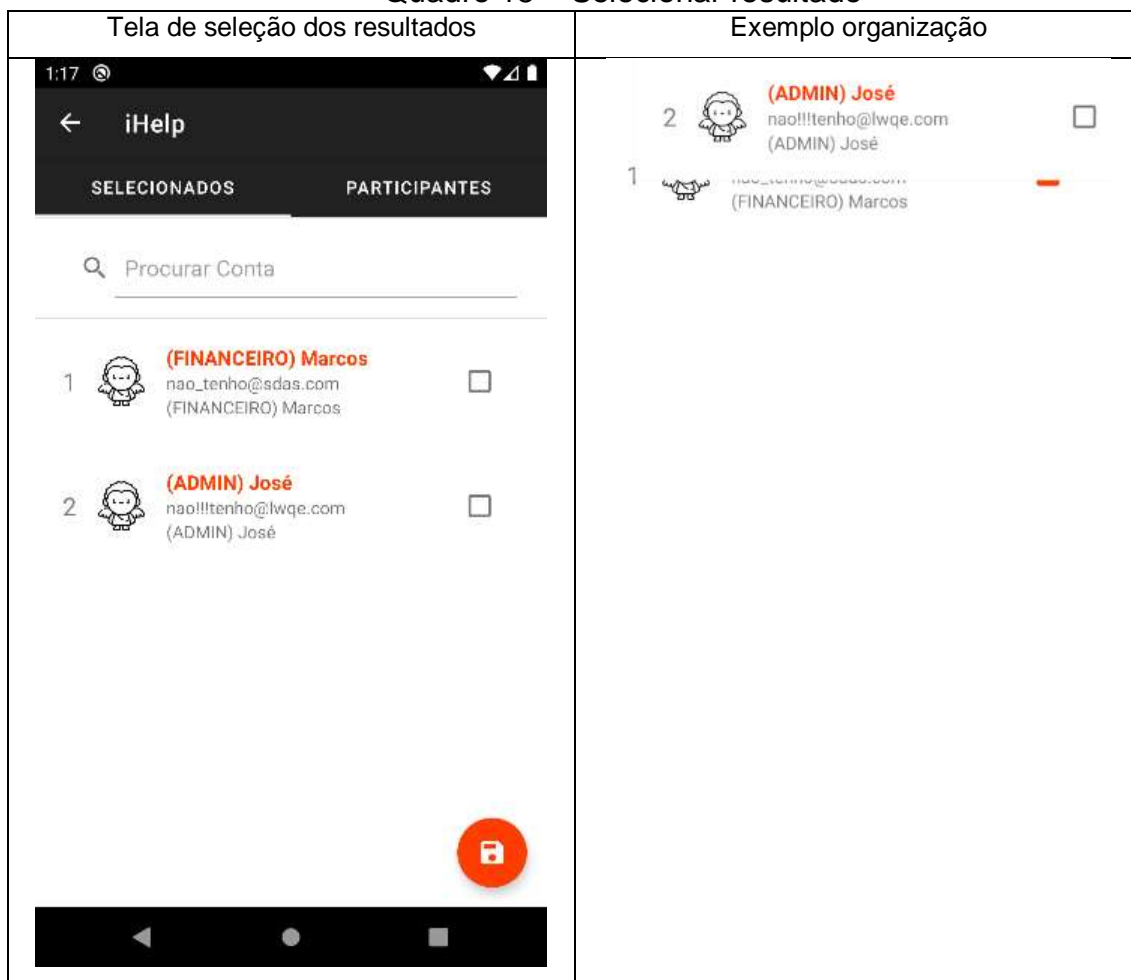 Selecionar resultado
Tela de seleção dos resultados
Exemplo organização
1:17
iHelp
SELECIONADOS PARTICIPANTES
Procurar Conta
1
(FINANCEIRO) Marcos
nao_tenho@sdas.com
(FINANCEIRO) Marcos
2
(ADMIN) José
nao!!!tenho@lwqe.com
(ADMIN) José
2
(ADMIN) José
nao!!!tenho@lwqe.com
(ADMIN) José
1
(FINANCEIRO) Marcos